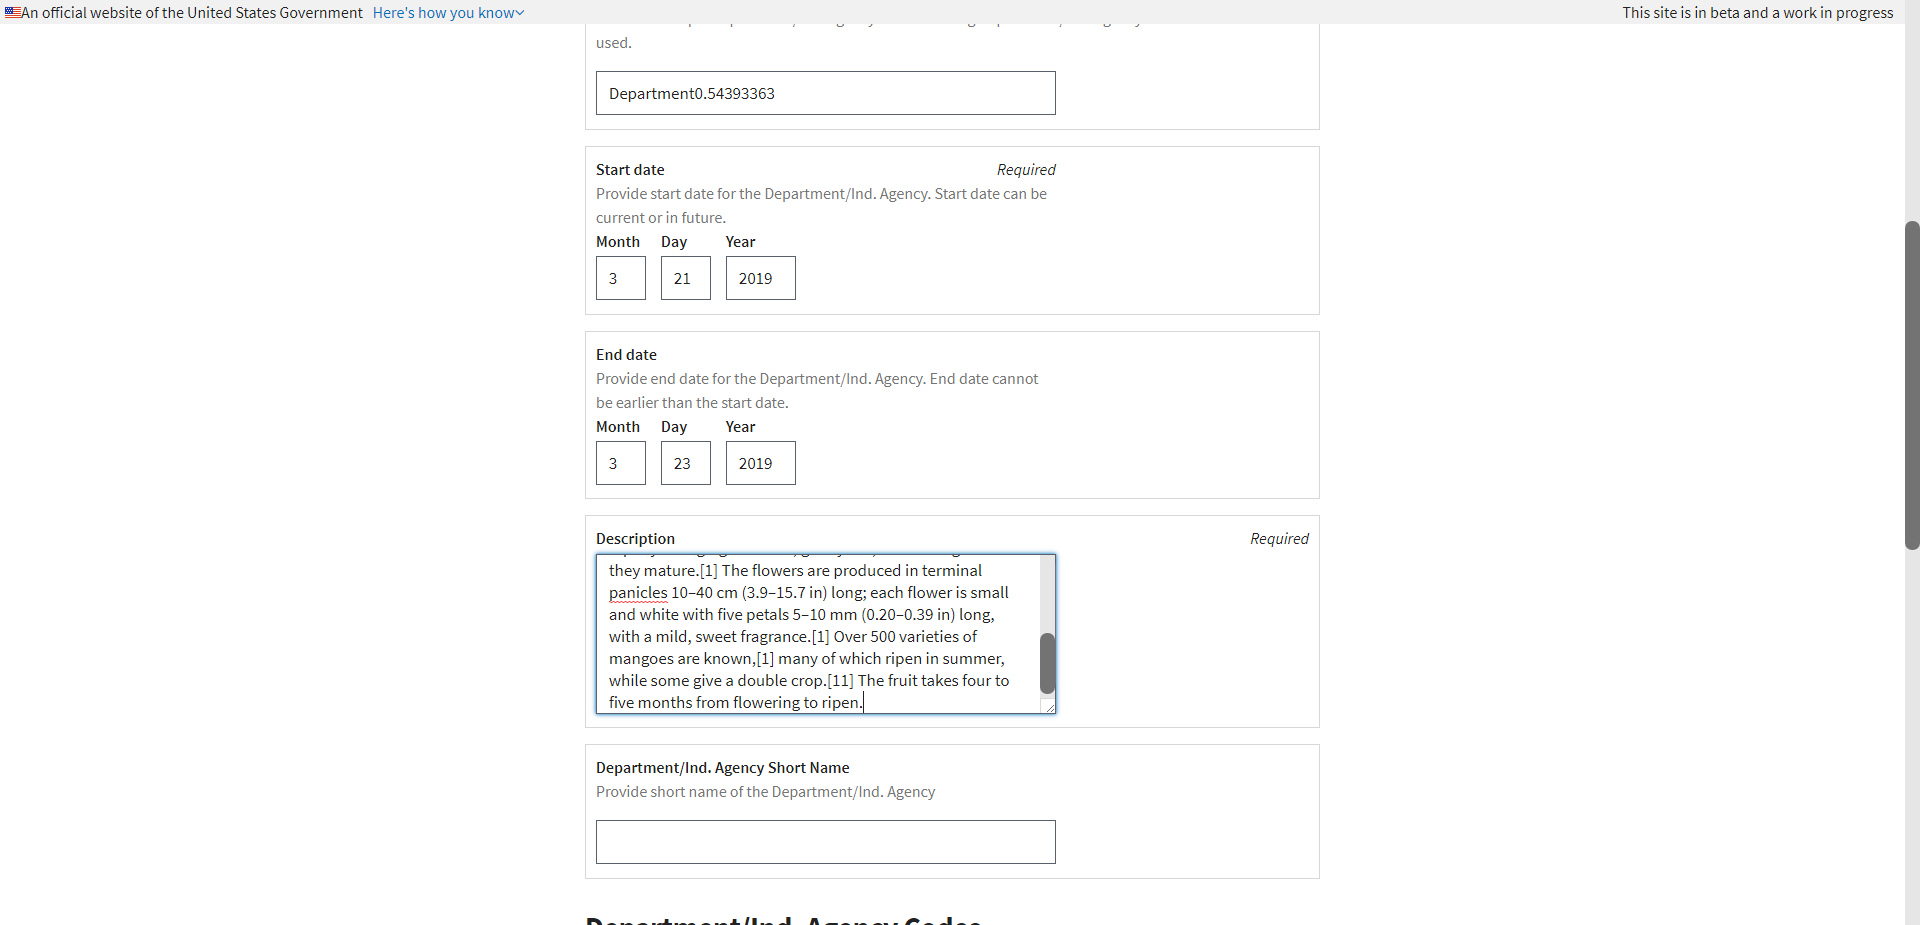 An official website of the United States Government Here's how you know
This site is in beta and a work in progress
used.
Department0.54393363
Start date Required
Provide start date for the Department/Ind. Agency. Start date can be
current or in future.
Month Day Year
3 21 2019
End date
Provide end date for the Department/Ind. Agency. End date cannot
be earlier than the start date.
Month Day Year
3 23 2019
Description Required
they mature.[1] The flowers are produced in terminal
panicles 10–40 cm (3.9–15.7 in) long; each flower is small
and white with five petals 5–10 mm (0.20–0.39 in) long,
with a mild, sweet fragrance.[1] Over 500 varieties of
mangoes are known,[1] many of which ripen in summer,
while some give a double crop.[11] The fruit takes four to
five months from flowering to ripen.
Department/Ind. Agency Short Name
Provide short name of the Department/Ind. Agency
Department/Ind. Agency Codes